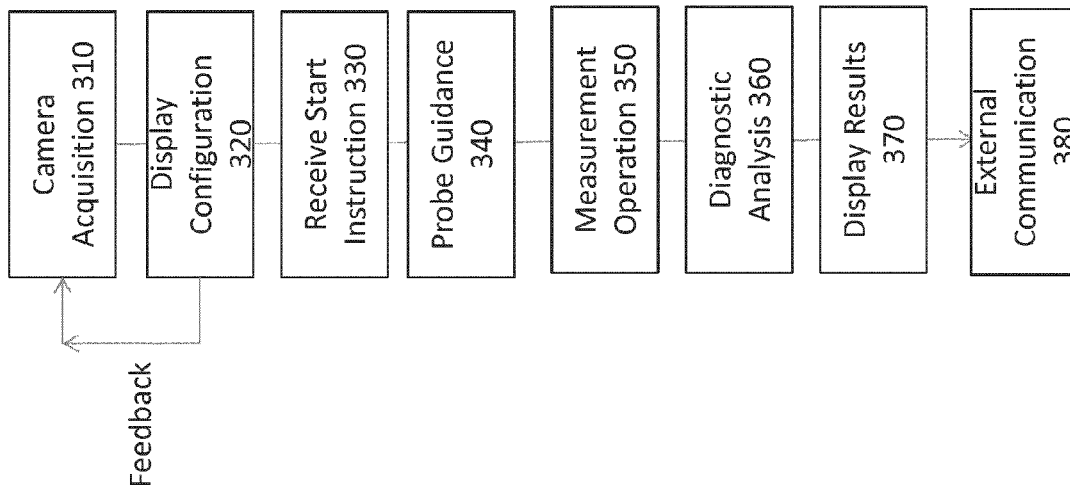 Camera
Acquisition 310
Display
Configuration
320
Receive Start
Instruction 330
Probe Guidance
340
Measurement
Operation 350
Diagnostic
Analysis 360
Display Results
370
External
Communication
380
Feedback